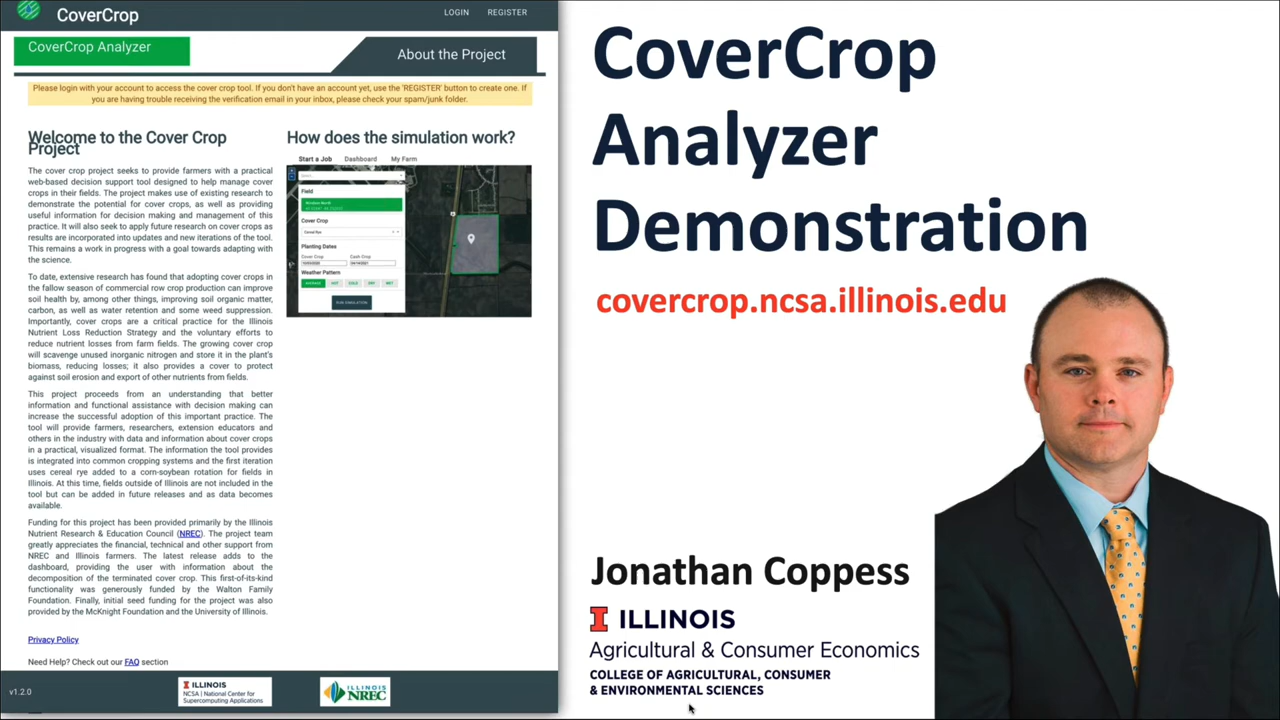 CoverCrop
LOGIN
REGISTER
CoverCrop Analyzer
About the Project
Please login with your account to access the cover crop tool. If you don't have an account yet, use the 'REGISTER' button to create one. If
you are having trouble receiving the verification email in your inbox, please check your spam/junk folder.
Welcome to the Cover Crop
Project
The cover crop project seeks to provide farmers with a practical
web-based decision support tool designed to help manage cover
crops in their fields. The project makes use of existing research to
demonstrate the potential for cover crops, as well as providing
useful information for decision making and management of this
practice. It will also seek to apply future research on cover crops as
results are incorporated into updates and new iterations of the tool.
This remains a work in progress with a goal towards adapting with
the science.
To date, extensive research has found that adopting cover crops in
the fallow season of commercial row crop production can improve
soil health by, among other things, improving soil organic matter,
carbon, as well as water retention and some weed suppression.
Importantly, cover crops are a critical practice for the Illinois
Nutrient Loss Reduction Strategy and the voluntary efforts to
reduce nutrient losses from farm fields. The growing cover crop
will scavenge unused inorganic nitrogen and store it in the plant's
biomass, reducing losses; it also provides a cover to protect
against soil erosion and export of other nutrients from fields.
This project proceeds from an understanding that better
information and functional assistance with decision making can
increase the successful adoption of this important practice. The
tool will provide farmers, researchers, extension educators and
others in the industry with data and information about cover crops
in a practical, visualized format. The information the tool provides
is integrated into common cropping systems and the first iteration
uses cereal rye added to a corn-soybean rotation for fields in
Illinois. At this time, fields outside of Illinois are not included in the
tool but can be added in future releases and as data becomes
available.
Funding for this project has been provided primarily by the Illinois
Nutrient Research & Education Council (NREC). The project team
greatly appreciates the financial, technical and other support from
NREC and Illinois farmers. The latest release adds to the
dashboard, providing the user with information about the
decomposition of the terminated cover crop. This first-of-its-kind
functionality was generously funded by the Walton Family
Foundation. Finally, initial seed funding for the project was also
provided by the McKnight Foundation and the University of Illinois.
Privacy Policy
Need Help? Check out our FAQ section
How does the simulation work?
Start a Job
Dashboard
My Farm
Field
Cover Crop
Cereal Rye
Planting Dates
Cover Crop
Cash Crop
Weather Pattern
AVERAGE
HOT
COLD
DRY
WET
RUN SIMULATION
v1.2.0
ILLINOIS
NCSA | National Center for
Supercomputing Applications
ILLINOIS
NREC
CoverCrop
Analyzer
Demonstration
covercrop.ncsa.illinois.edu
Jonathan Coppess
ILLINOIS
Agricultural & Consumer Economics
COLLEGE OF AGRICULTURAL, CONSUMER
& ENVIRONMENTAL SCIENCES